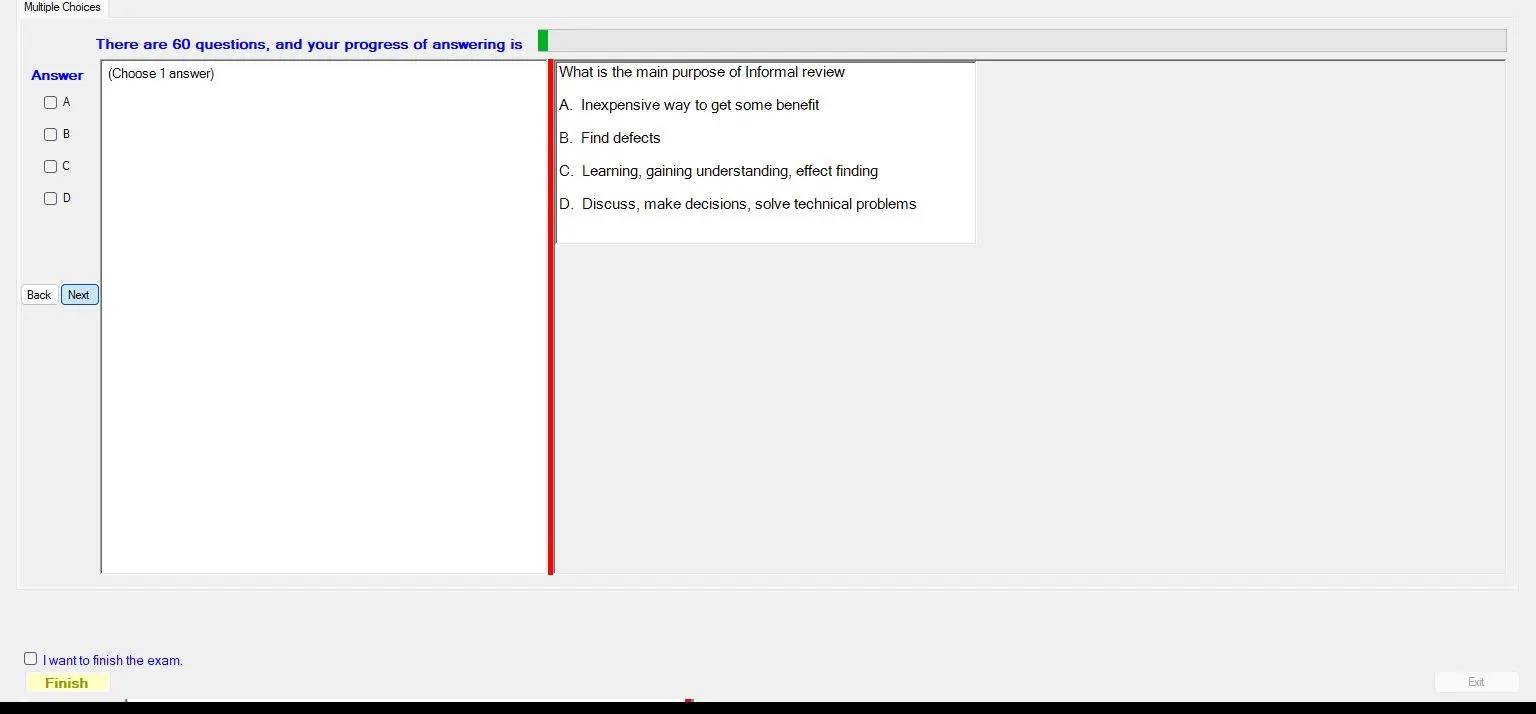 Multiple Choices
There are 60 questions, and your progress of answering is
Answer
(Choose 1 answer)
A
B
C
D
Back Next
What is the main purpose of Informal review
A. Inexpensive way to get some benefit
B. Find defects
C. Learning, gaining understanding, effect finding
D. Discuss, make decisions, solve technical problems
I want to finish the exam.
Finish
Exit